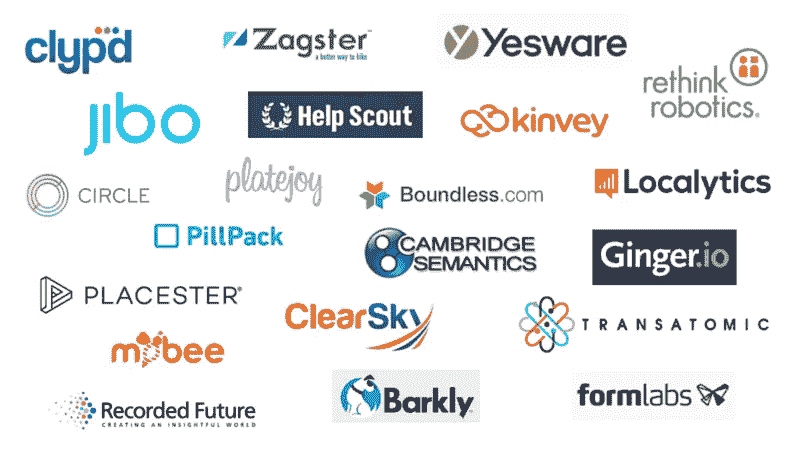 clypd
Zagster™
a better way to bike
Yesware
rethink
robotics®
jibo
Help Scout
kinvey
CIRCLE
platejoy
Boundless.com
Localytics
PillPack
CAMBRIDGE
SEMANTICS
Ginger.io
PLACESTER®
ClearSky
TRANSATOMIC
mobee
Recorded Future
CREATING AN INSIGHTFUL WORLD
Barkly
formlabs